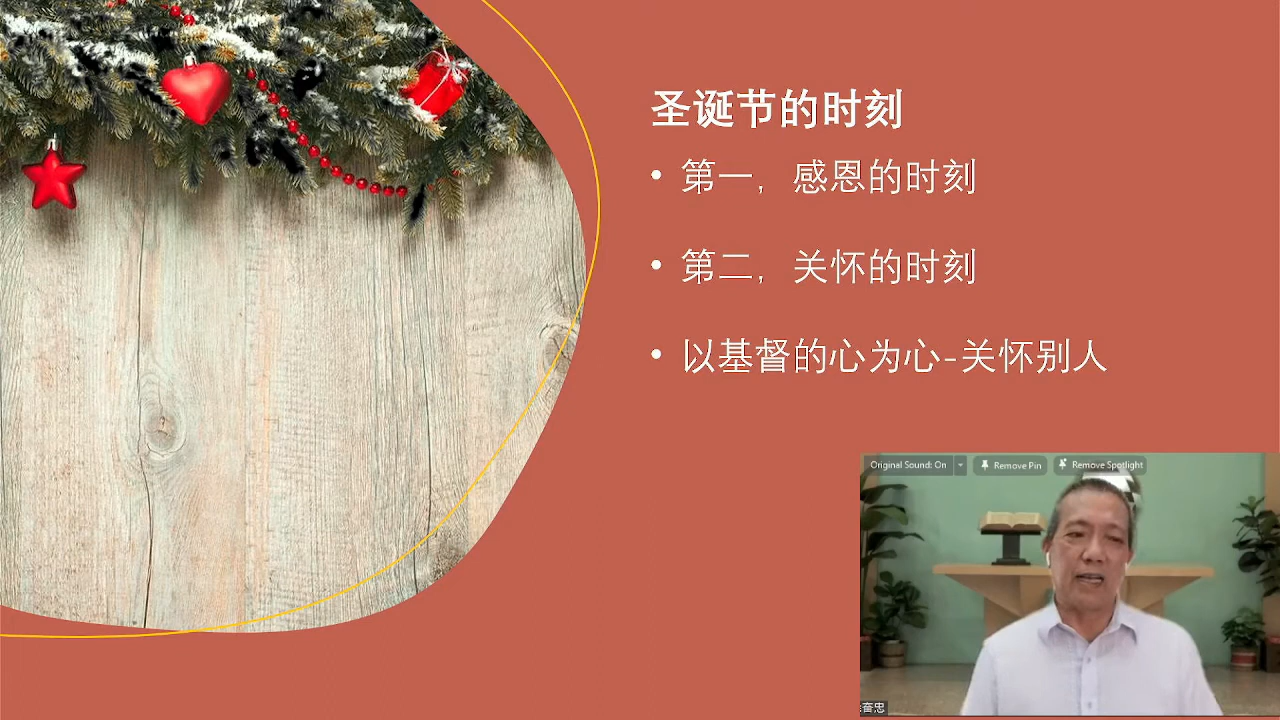 圣诞节的时刻
• 第一，感恩的时刻
• 第二，关怀的时刻
• 以基督的心为心-关怀别人
Original Sound: On
Remove Pin
Remove Spotlight
奋忠